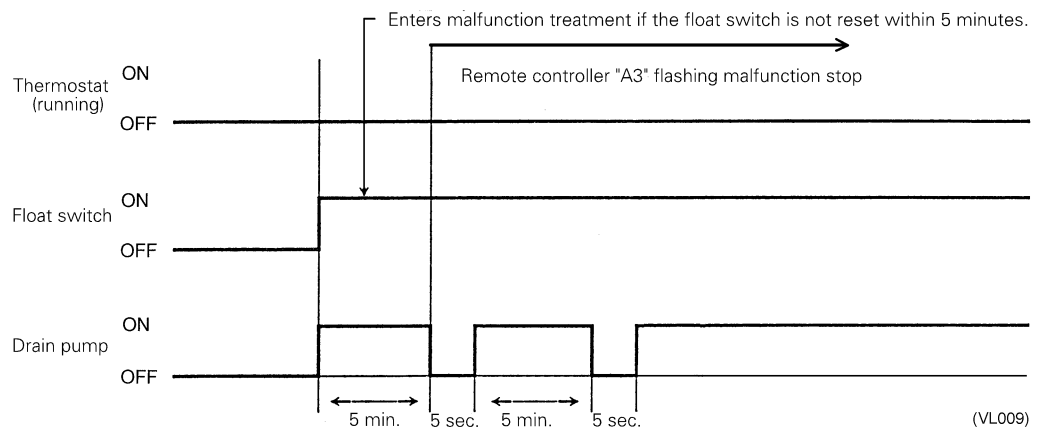 Enters malfunction treatment if the float switch is not reset within 5 minutes.
Remote controller "A3" flashing malfunction stop
Thermostat
(running)
ON
OFF
Float switch
ON
OFF
Drain pump
ON
OFF
5 min.
5 sec.
5 min.
5 sec.
(VL009)